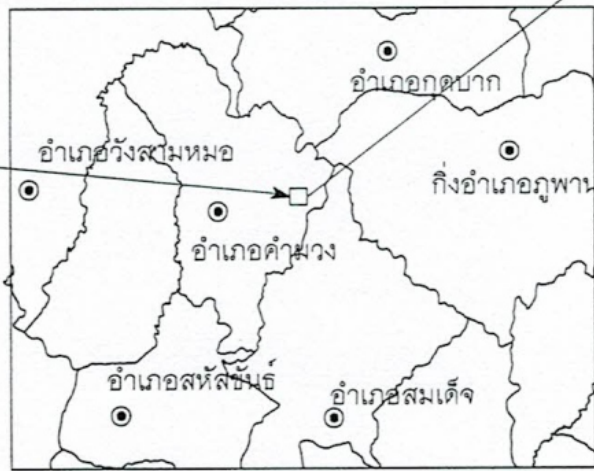 อำเภอกุดบาก
อำเภอวังสามหมอ
กิ่งอำเภอภูพาน
อำเภอคำม่วง
อำเภอสหัสขันธ์
อำเภอสมเด็จ